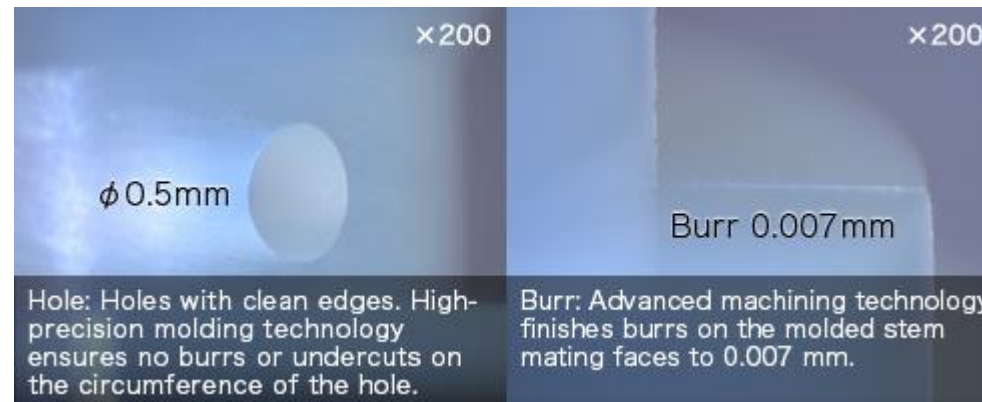 ×200
φ0.5mm
Hole: Holes with clean edges. High-
precision molding technology
ensures no burrs or undercuts on
the circumference of the hole.
×200
Burr 0.007mm
Burr: Advanced machining technology
finishes burrs on the molded stem
mating faces to 0.007 mm.